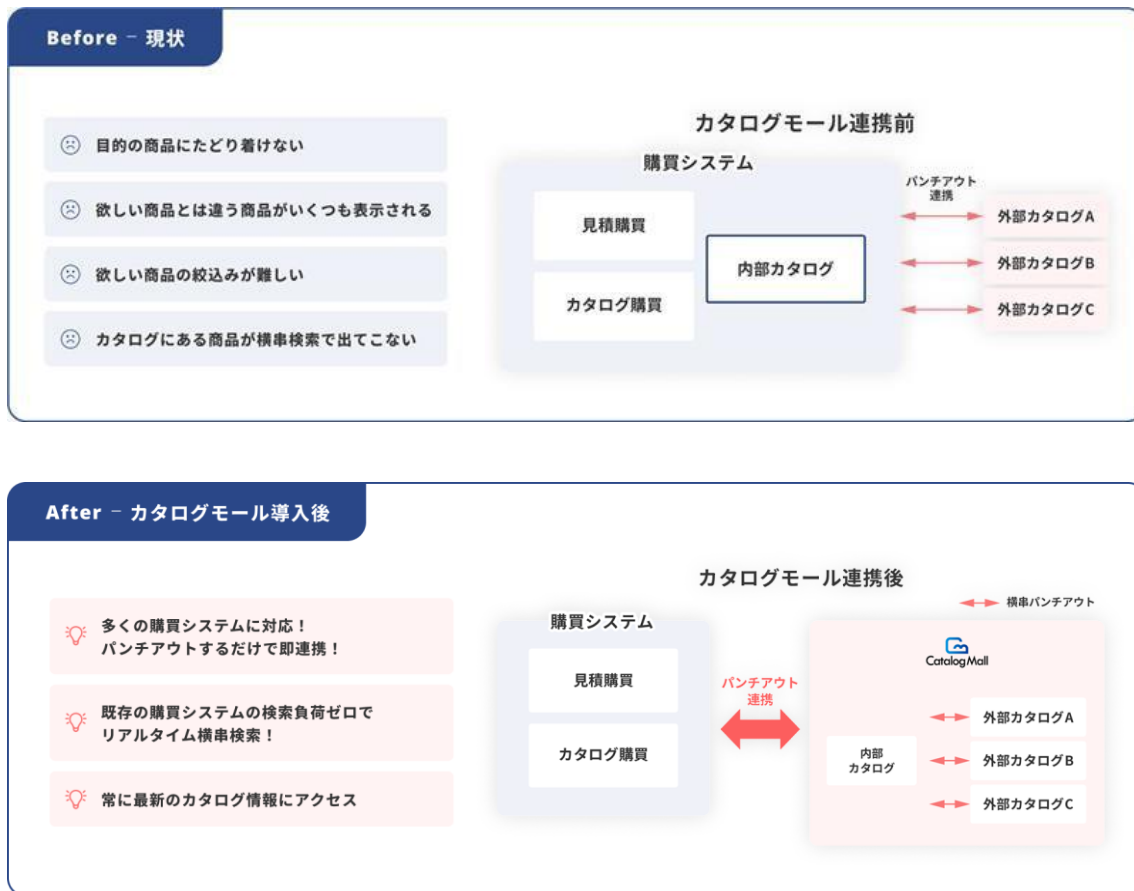 Before – 現状
目的の商品にたどり着けない
欲しい商品とは違う商品がいくつも表示される
欲しい商品の絞込みが難しい
カタログにある商品が横串検索で出てこない
カタログモール連携前
購買システム
見積購買
カタログ購買
内部カタログ
パンチアウト
連携
外部カタログA
外部カタログB
外部カタログC
After – カタログモール導入後
多くの購買システムに対応！
パンチアウトするだけで即連携！
既存の購買システムの検索負荷ゼロで
リアルタイム横串検索！
常に最新のカタログ情報にアクセス
カタログモール連携後
購買システム
見積購買
カタログ購買
パンチアウト
連携
横串パンチアウト
CatalogMall
内部
カタログ
外部カタログA
外部カタログB
外部カタログC